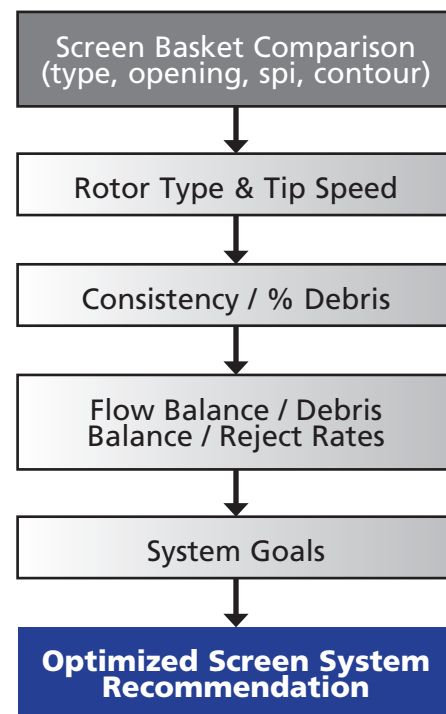 Screen Basket Comparison
(type, opening, spi, contour)
Rotor Type & Tip Speed
Consistency / % Debris
Flow Balance / Debris
Balance / Reject Rates
System Goals
Optimized Screen System
Recommendation